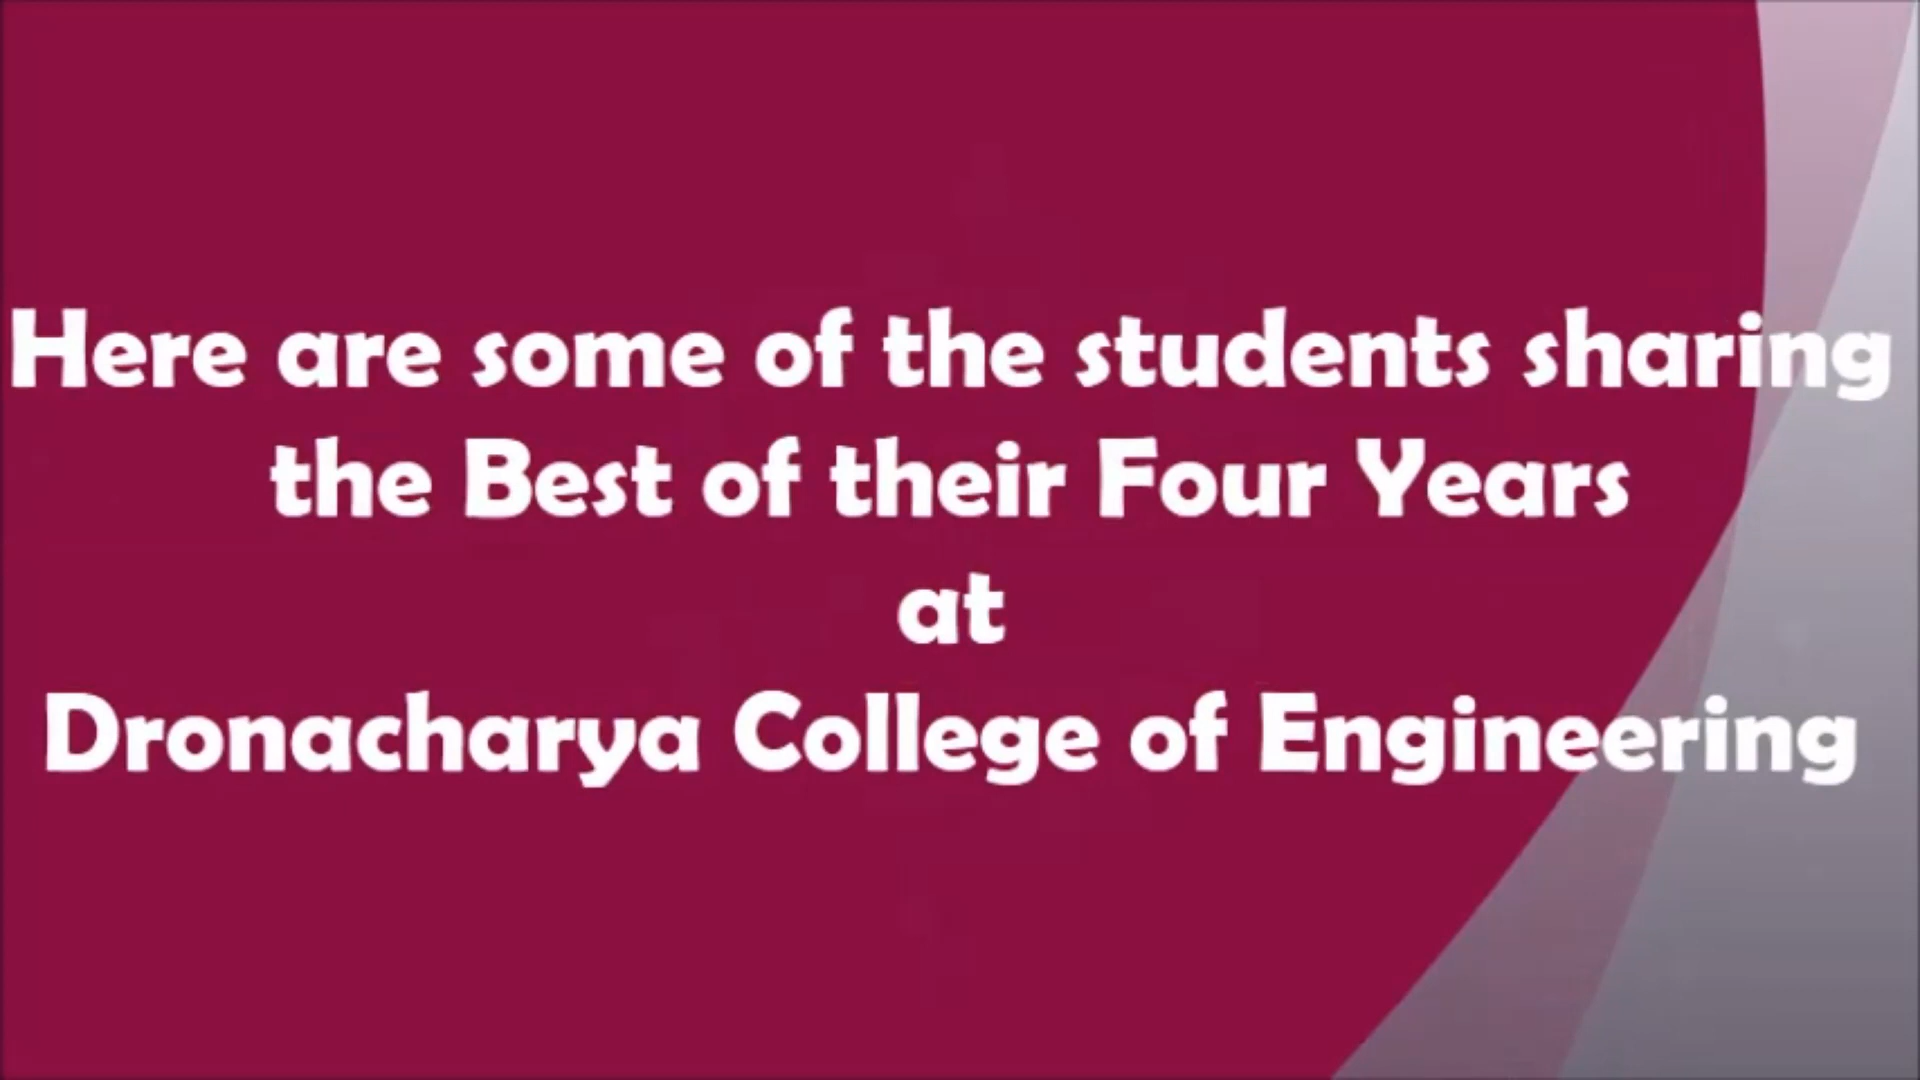 Here are some of the students sharing
the Best of their Four Years
at
Dronacharya College of Engineering